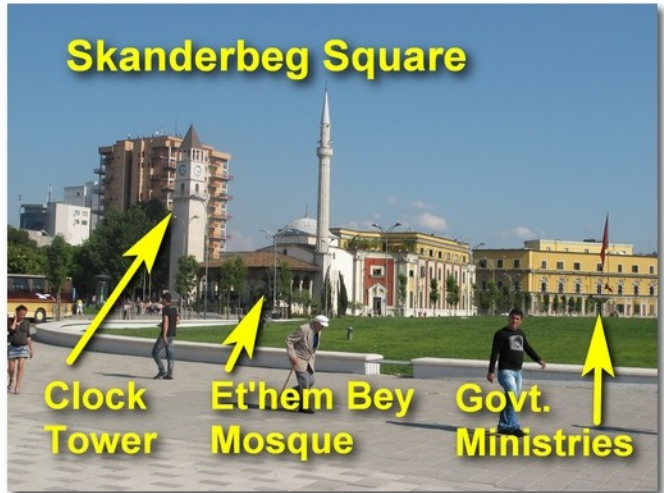 Skanderbeg Square
Clock
Tower
Et'hem Bey
Mosque
Govt.
Ministries